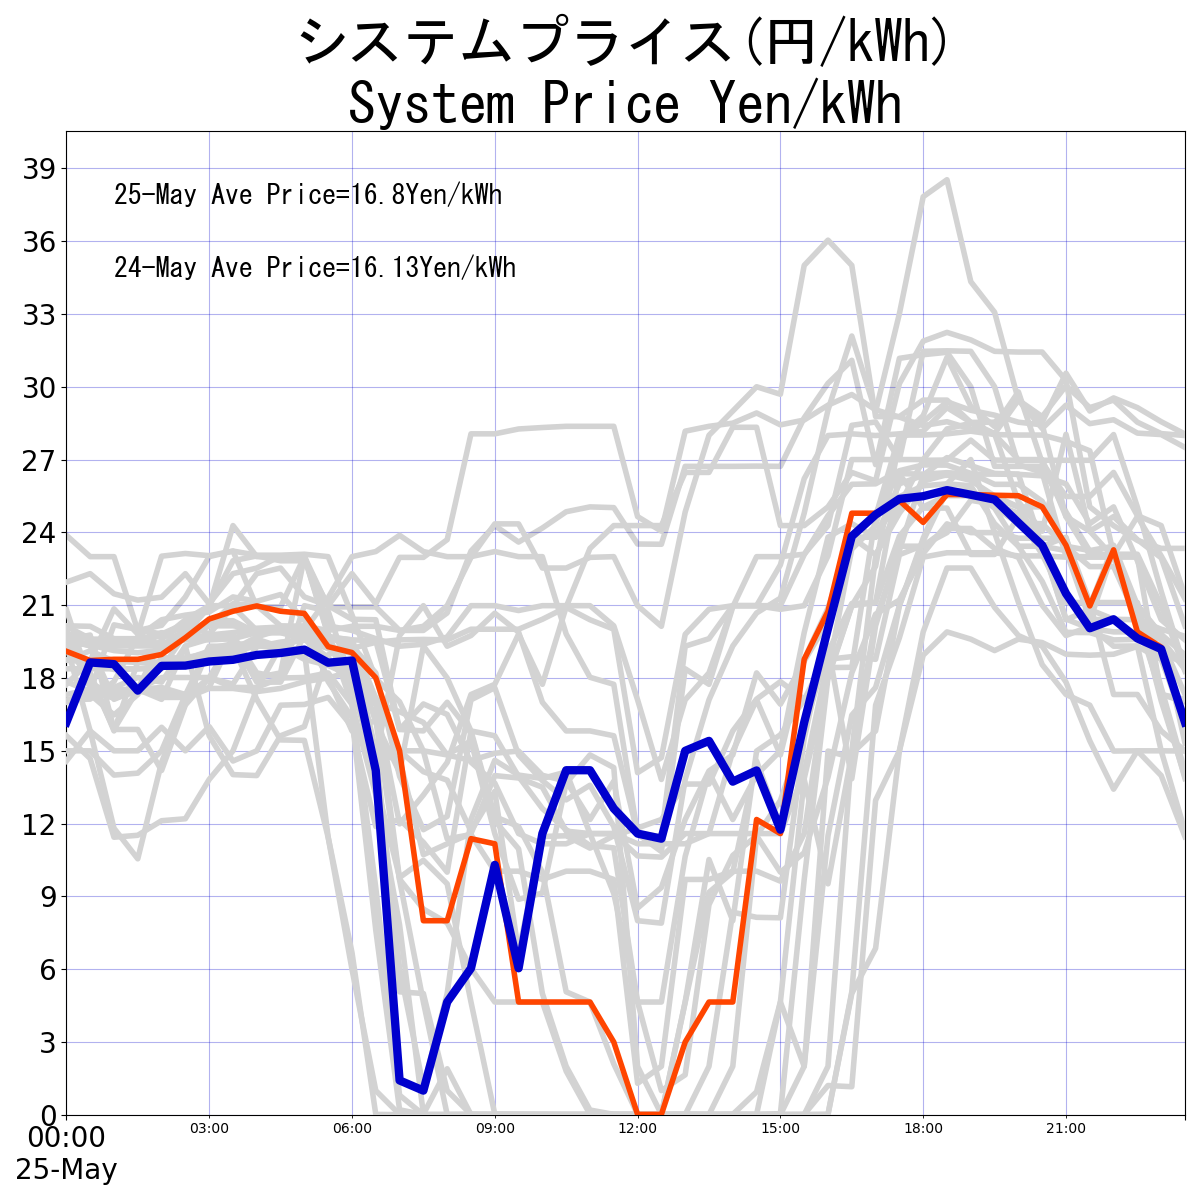 システムプライス(円/kWh)
System Price Yen/kWh
39
25-May Ave Price=16.8Yen/kWh
36
24-May Ave Price=16.13Yen/kWh
33
30
27
24
21
18
15
12
9
6
3
0
00:00 03:00 06:00 09:00 12:00 15:00 18:00 21:00
25-May